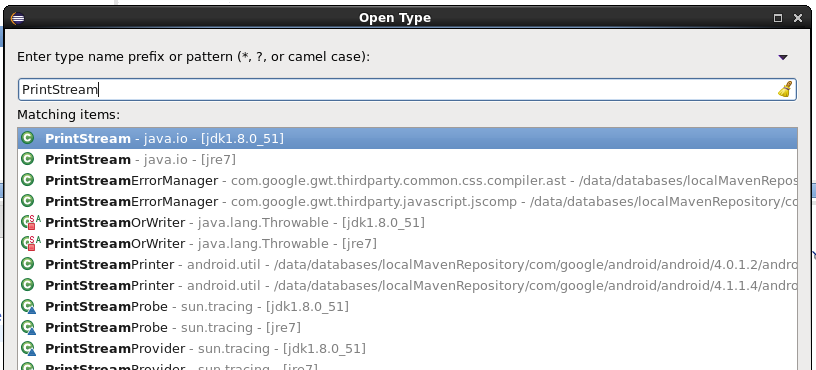 Open Type
Enter type name prefix or pattern (*, ?, or camel case):
PrintStream
Matching items:
PrintStream - java.io - [jdk1.8.0_51]
PrintStream - java.io - [jre7]
PrintStreamErrorManager - com.google.gwt.thirdparty.common.css.compiler.ast - /data/databases/localMavenRepos
PrintStreamErrorManager - com.google.gwt.thirdparty.javascript.jscomp - /data/databases/localMavenRepository/co
PrintStreamOrWriter - java.lang.Throwable - [jdk1.8.0_51]
PrintStreamOrWriter - java.lang.Throwable - [jre7]
PrintStreamPrinter - android.util - /data/databases/localMavenRepository/com/google/android/android/4.0.1.2/andro
PrintStreamPrinter - android.util - /data/databases/localMavenRepository/com/google/android/android/4.1.1.4/andro
PrintStreamProbe - sun.tracing - [jdk1.8.0_51]
PrintStreamProbe - sun.tracing - [jre7]
PrintStreamProvider - sun.tracing - [jdk1.8.0_51]
PrintStreamProvider - sun.tracing - [jre7]